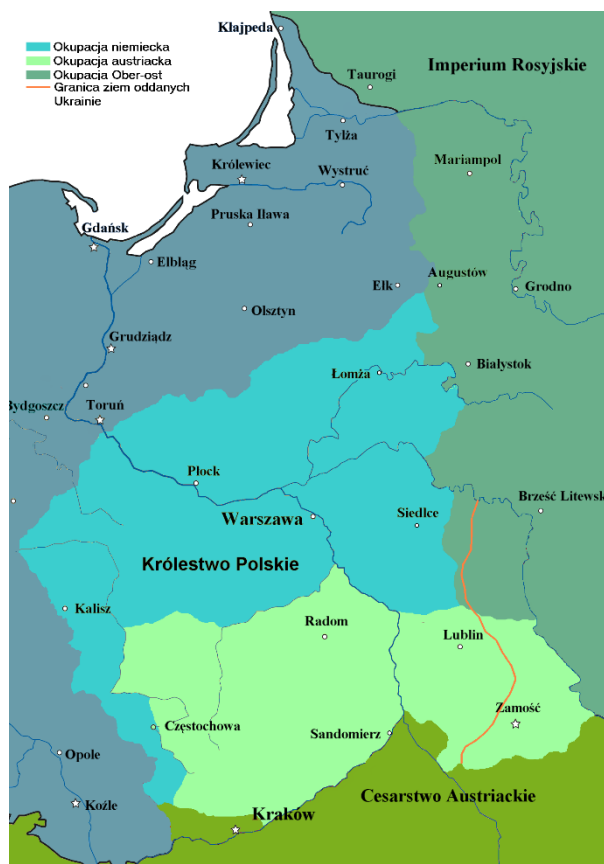 Kłajpeda
Okupacja niemiecka
Okupacja austriacka
Okupacja Ober-ost
Granica ziem oddanych
Ukrainie
Imperium Rosyjskie
Taurogi
Tylża
Mariampol
Królewiec
Wystruć
Pruska Iława
Gdańsk
Elbląg
Ełk
Augustów
Grodno
Olsztyn
Grudziądz
Łomża
Białystok
Bydgoszcz
Toruń
Płock
Warszawa
Siedlce
Brześć Litewsk
Królestwo Polskie
Kalisz
Radom
Lublin
Zamość
Częstochowa
Sandomierz
Opole
Koźle
Kraków
Cesarstwo Austriackie